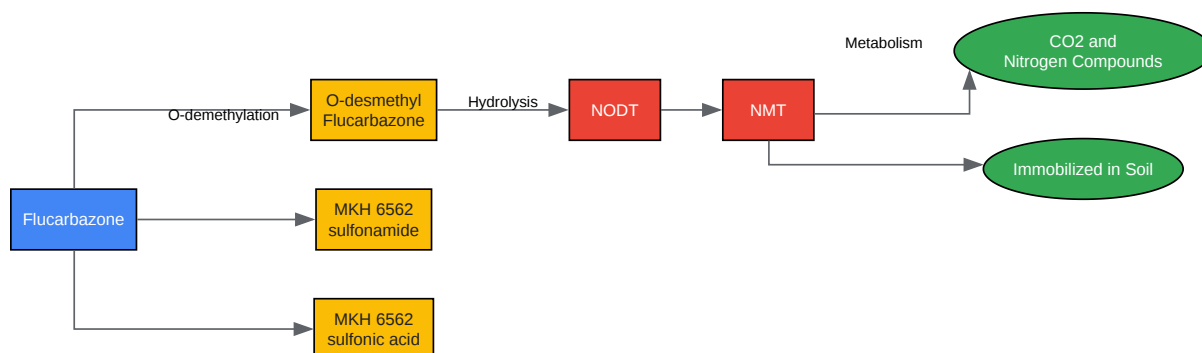 Metabolism
CO2 and
Nitrogen Compounds
O-demethylation
O-desmethyl
Flucarbazone
Hydrolysis
NODT
NMT
Immobilized in Soil
Flucarbazone
MKH 6562
sulfonamide
MKH 6562
sulfonic acid